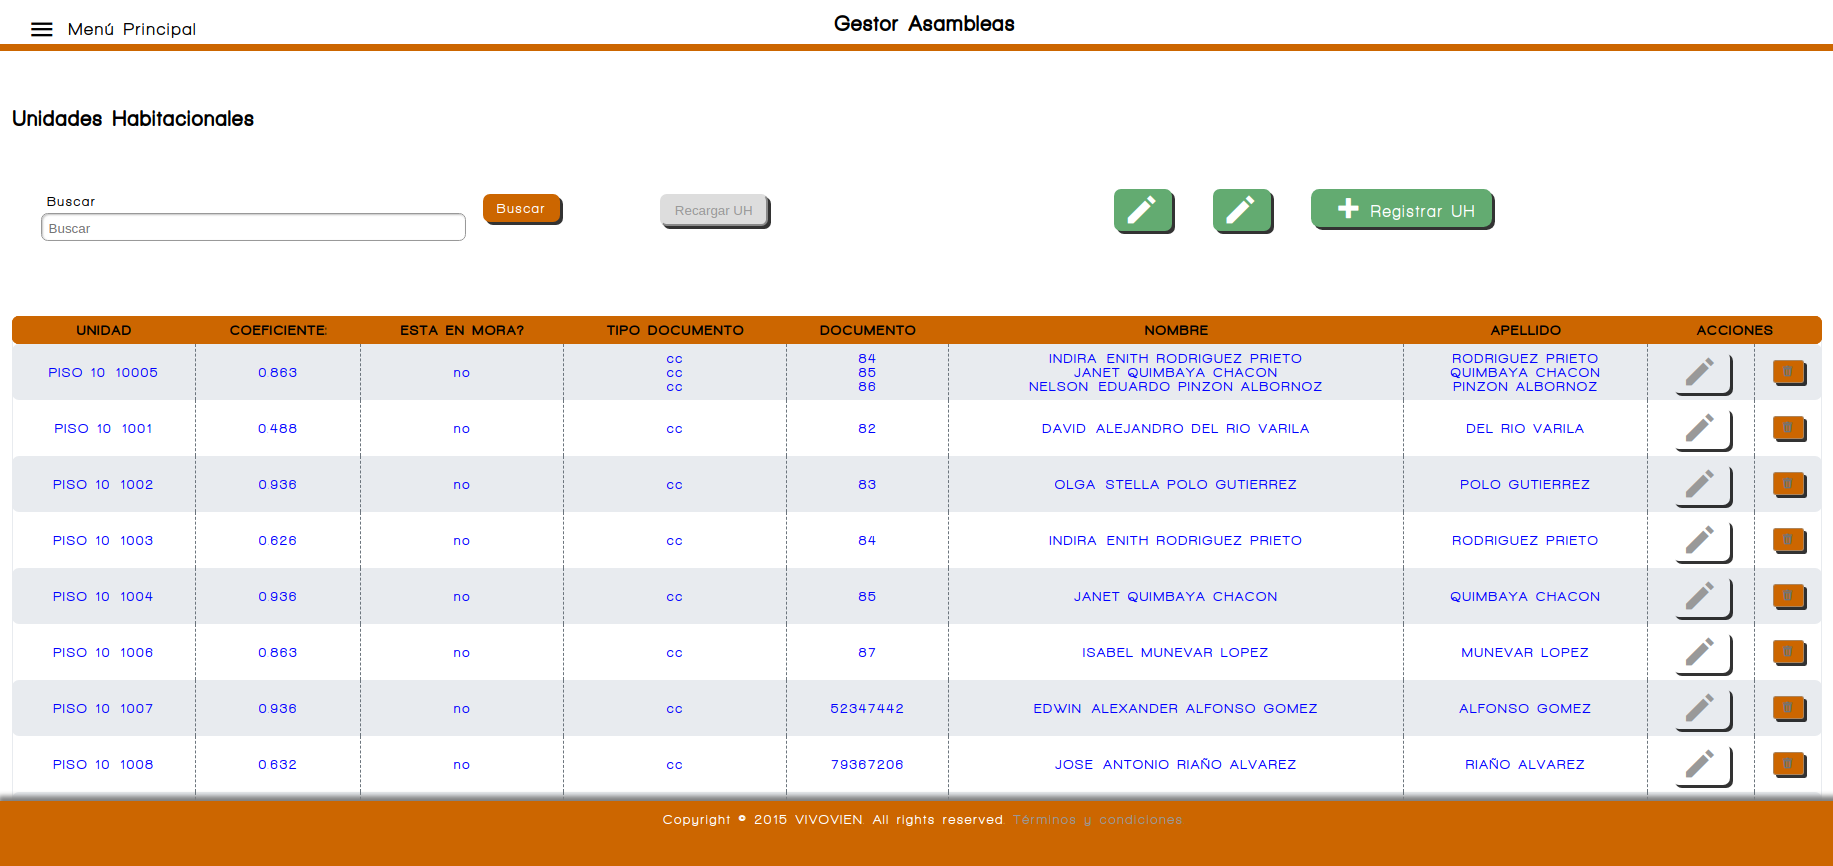 Menú Principal
Gestor Asambleas
Unidades Habitacionales
Buscar
Buscar
Buscar
Recargar UH
Registrar UH
UNIDAD COEFICIENTE: ESTA EN MORA? TIPO DOCUMENTO DOCUMENTO NOMBRE APELLIDO ACCIONES
PISO 10 10005 0.863 no cc 84 INDIRA ENITH RODRIGUEZ PRIETO RODRIGUEZ PRIETO
cc 85 JANET QUIMBAYA CHACON QUIMBAYA CHACON
cc 86 NELSON EDUARDO PINZON ALBORNOZ PINZON ALBORNOZ
PISO 10 1001 0.488 no cc 82 DAVID ALEJANDRO DEL RIO VARILA DEL RIO VARILA
PISO 10 1002 0.936 no cc 83 OLGA STELLA POLO GUTIERREZ POLO GUTIERREZ
PISO 10 1003 0.626 no cc 84 INDIRA ENITH RODRIGUEZ PRIETO RODRIGUEZ PRIETO
PISO 10 1004 0.936 no cc 85 JANET QUIMBAYA CHACON QUIMBAYA CHACON
PISO 10 1006 0.863 no cc 87 ISABEL MUNEVAR LOPEZ MUNEVAR LOPEZ
PISO 10 1007 0.936 no cc 52347442 EDWIN ALEXANDER ALFONSO GOMEZ ALFONSO GOMEZ
PISO 10 1008 0.632 no cc 79367206 JOSE ANTONIO RIAÑO ALVAREZ RIAÑO ALVAREZ
Copyright © 2015 VIVOVIEN. All rights reserved. Términos y condiciones